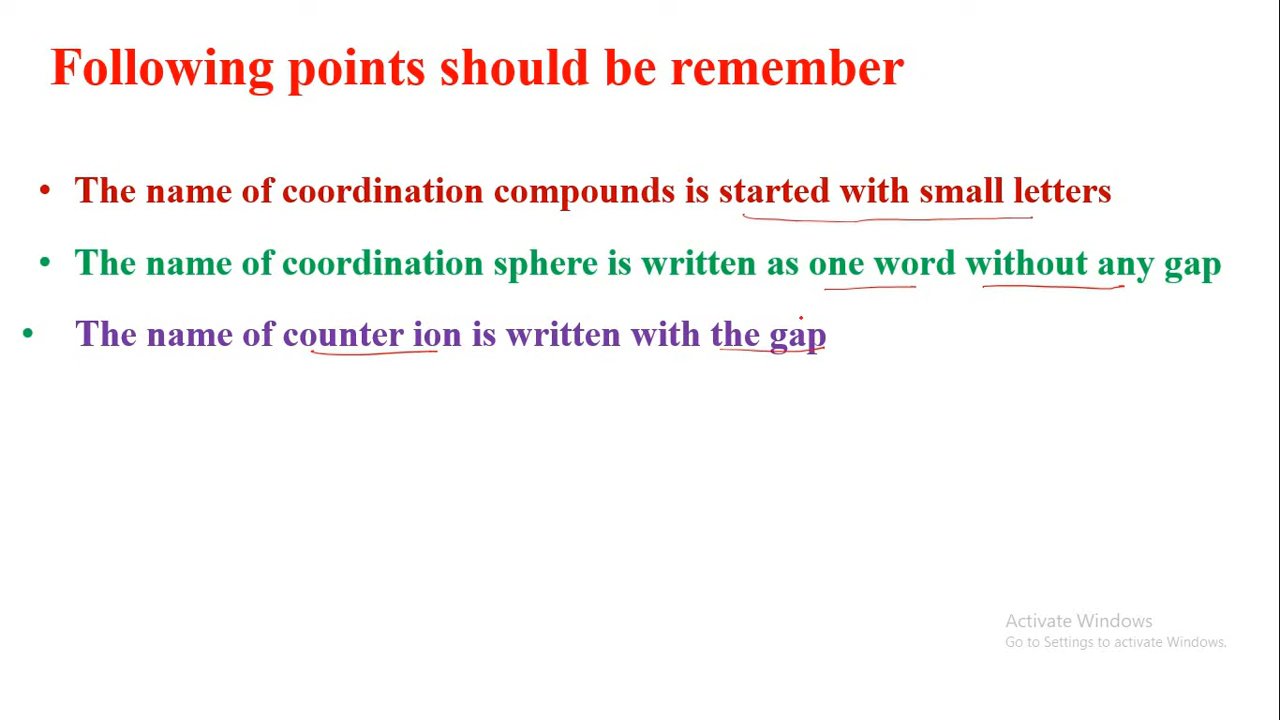 Following points should be remember
• The name of coordination compounds is started with small letters
• The name of coordination sphere is written as one word without any gap
• The name of counter ion is written with the gap
Activate Windows
Go to Settings to activate Windows.